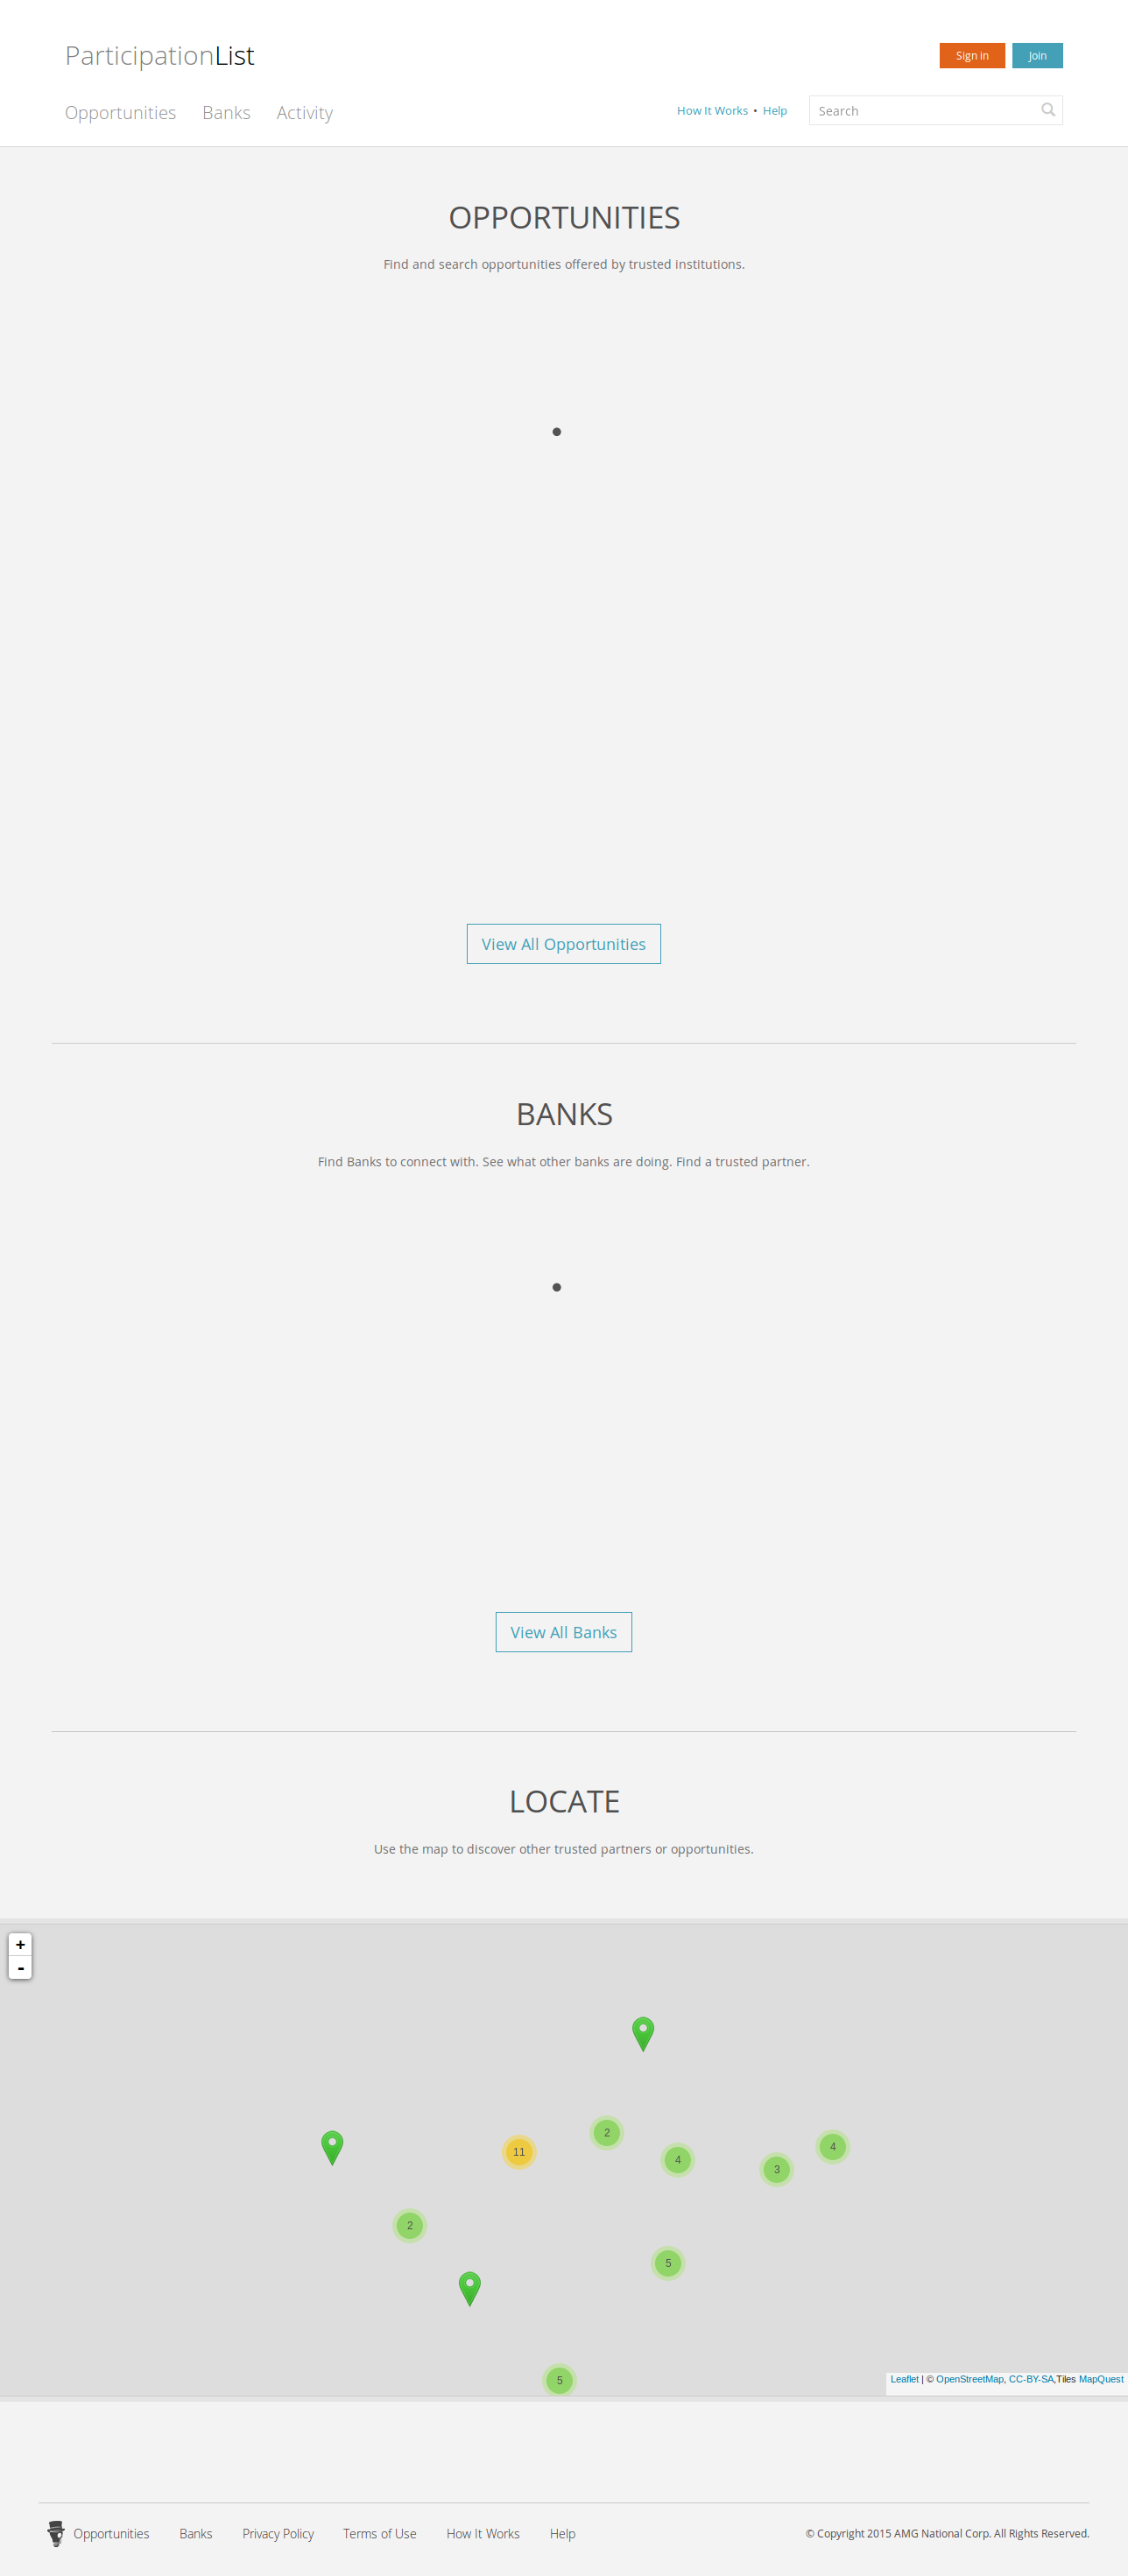 ParticipationList
Sign in
Join
Opportunities
Banks
Activity
How It Works • Help
Search
OPPORTUNITIES
Find and search opportunities offered by trusted institutions.
View All Opportunities
BANKS
Find Banks to connect with. See what other banks are doing. Find a trusted partner.
View All Banks
LOCATE
Use the map to discover other trusted partners or opportunities.
+
-
2
11
4
4
3
2
5
5
Leaflet | © OpenStreetMap, CC-BY-SA,Tiles MapQuest
Opportunities
Banks
Privacy Policy
Terms of Use
How It Works
Help
© Copyright 2015 AMG National Corp. All Rights Reserved.